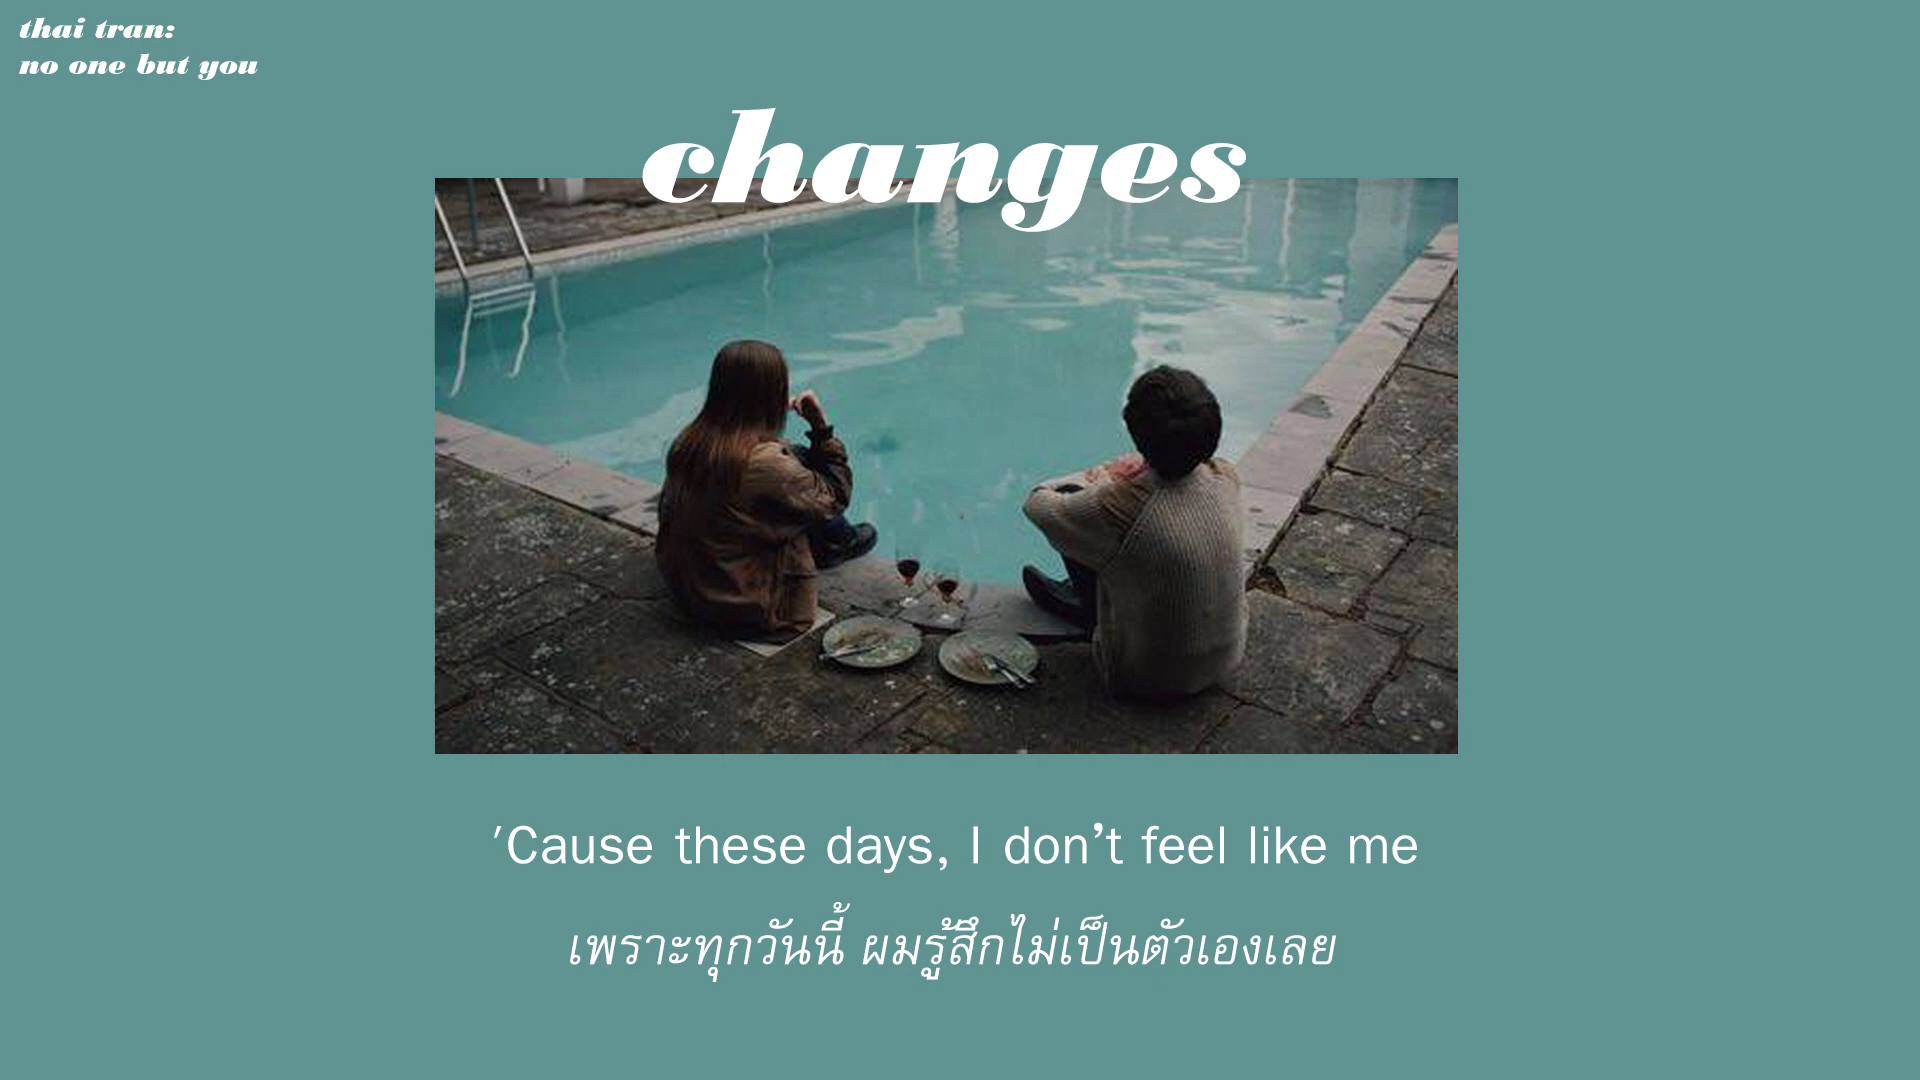 thai tran:
no one but you
changes
'Cause these days, I don't feel like me
เพราะทุกวันนี้ ผมรู้สึกไม่เป็นตัวเองเลย